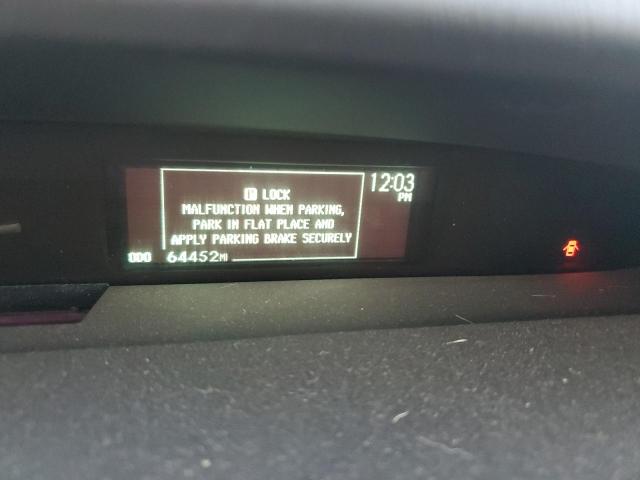 P LOCK
MALFUNCTION WHEN PARKING,
PARK IN FLAT PLACE AND
APPLY PARKING BRAKE SECURELY
12:03
PM
ODO 64452MI